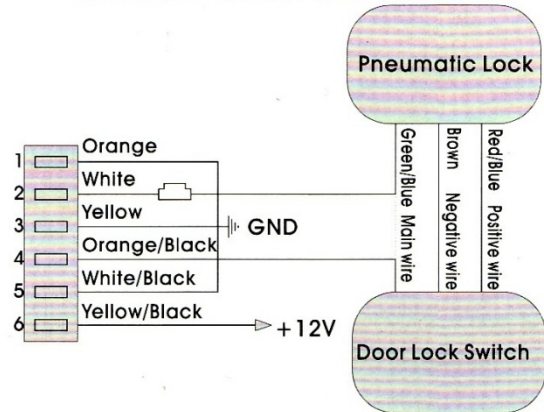 Pneumatic Lock
1 Orange
2 White
3 Yellow
GND
4 Orange/Black
5 White/Black
6 Yellow/Black
+12V
Green/Blue Main wire
Brown Negative wire
Red/Blue Positive wire
Door Lock Switch